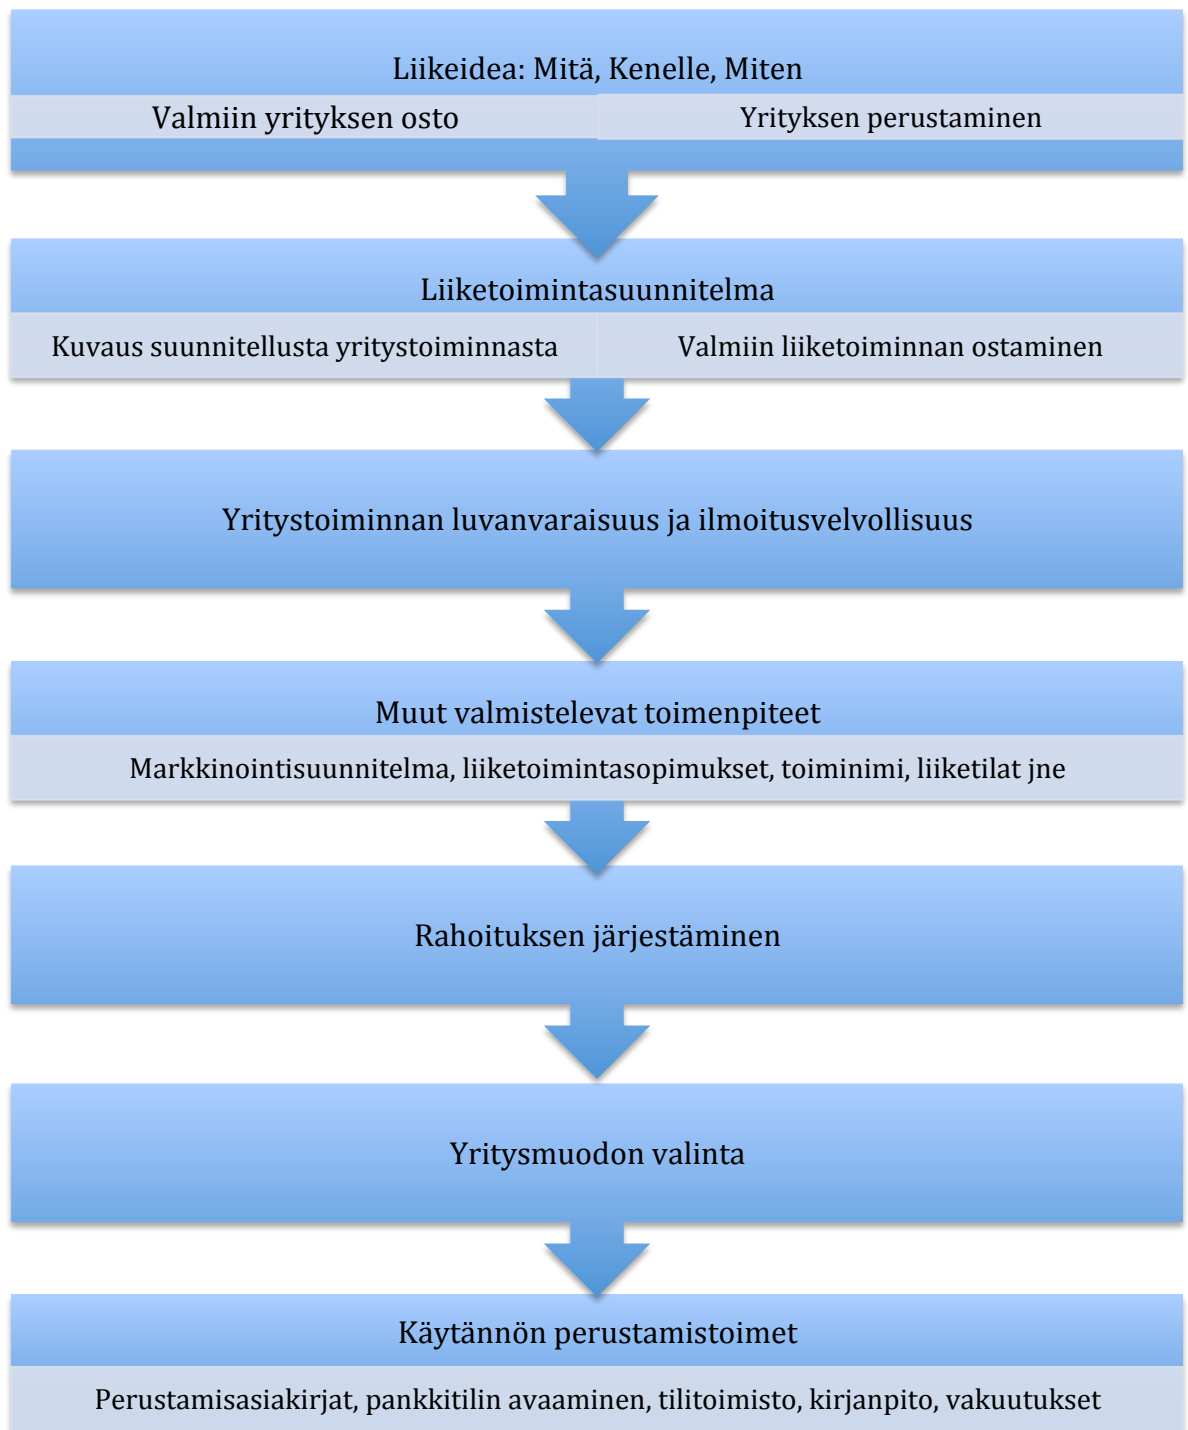 Liikeidea: Mitä, Kenelle, Miten
Valmiin yrityksen osto
Yrityksen perustaminen
Liiketoimintasuunnitelma
Kuvaus suunnitellusta yritystoiminnasta
Valmiin liiketoiminnan ostaminen
Yritystoiminnan luvanvaraisuus ja ilmoitusvelvollisuus
Muut valmistelevat toimenpiteet
Markkinointisuunnitelma, liiketoimintasopimukset, toiminimi, liiketilat jne
Rahoituksen järjestäminen
Yritysmuodon valinta
Käytännön perustamistoimet
Perustamisasiakirjat, pankkitilin avaaminen, tilitoimisto, kirjanpito, vakuutukset